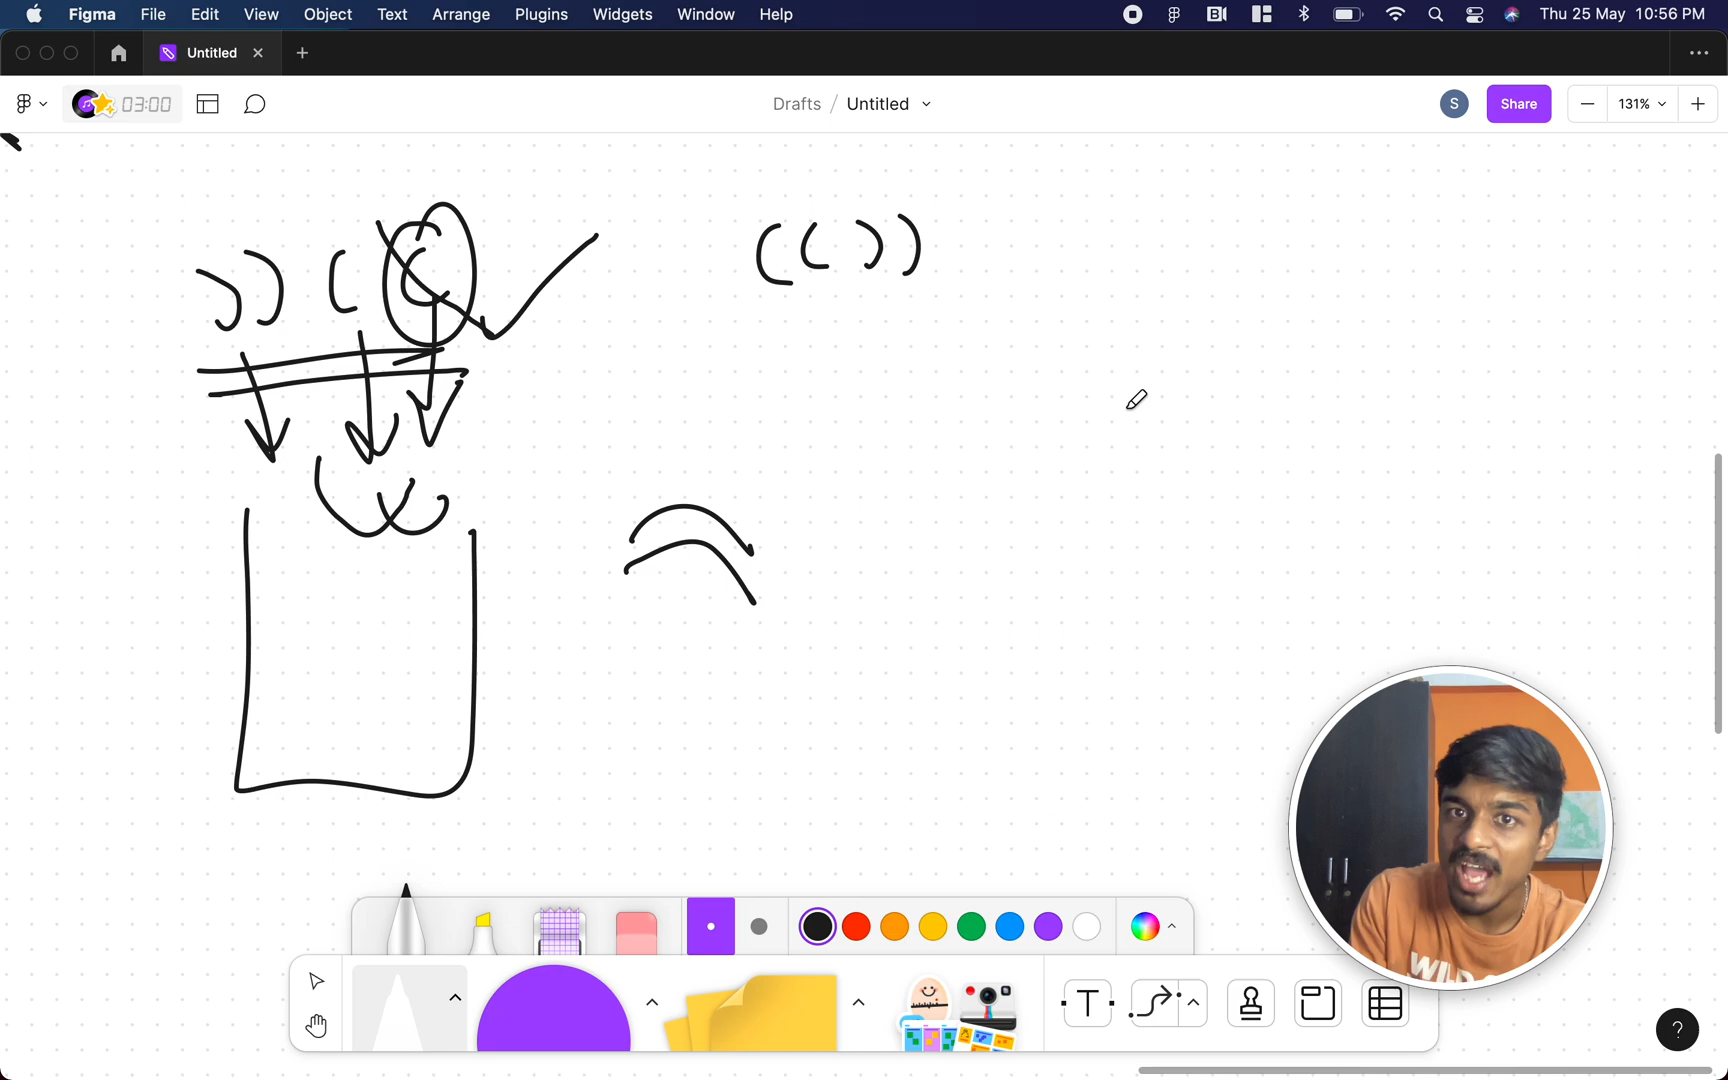 Figma File Edit View Object Text Arrange Plugins Widgets Window Help Thu 25 May 10:56 PM
Untitled
03:00 Drafts / Untitled S Share 131%
) ) ( (
( ( ) )
WILD
T
?